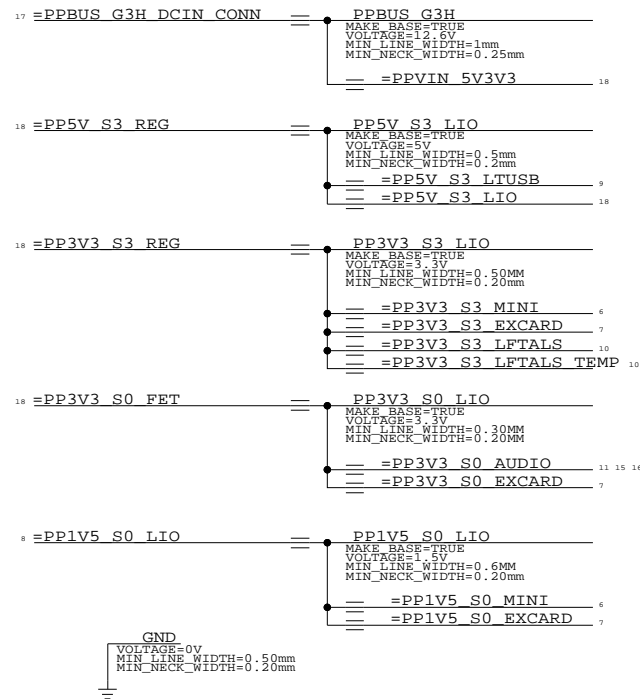 17 =PPBUS_G3H_DCIN_CONN PPBUS_G3H
MAKE_BASE=TRUE
VOLTAGE=12.6V
MIN_LINE_WIDTH=1mm
MIN_NECK_WIDTH=0.25mm
=PPVIN_5V3V3 18
18 =PP5V_S3_REG PP5V_S3_LIO
MAKE_BASE=TRUE
VOLTAGE=5V
MIN_LINE_WIDTH=0.5mm
MIN_NECK_WIDTH=0.2mm
=PP5V_S3_LTUSB 9
=PP5V_S3_LIO 18
18 =PP3V3_S3_REG PP3V3_S3_LIO
MAKE_BASE=TRUE
VOLTAGE=3.3V
MIN_LINE_WIDTH=0.50MM
MIN_NECK_WIDTH=0.20mm
=PP3V3_S3_MINI 6
=PP3V3_S3_EXCARD 7
=PP3V3_S3_LFTALS 10
=PP3V3_S3_LFTALS_TEMP 10
18 =PP3V3_S0_FET PP3V3_S0_LIO
MAKE_BASE=TRUE
VOLTAGE=3.3V
MIN_LINE_WIDTH=0.30MM
MIN_NECK_WIDTH=0.20MM
=PP3V3_S0_AUDIO 11 15 16
=PP3V3_S0_EXCARD 7
8 =PP1V5_S0_LIO PP1V5_S0_LIO
MAKE_BASE=TRUE
VOLTAGE=1.5V
MIN_LINE_WIDTH=0.6MM
MIN_NECK_WIDTH=0.20mm
=PP1V5_S0_MINI 6
=PP1V5_S0_EXCARD 7
GND
VOLTAGE=0V
MIN_LINE_WIDTH=0.50mm
MIN_NECK_WIDTH=0.20mm